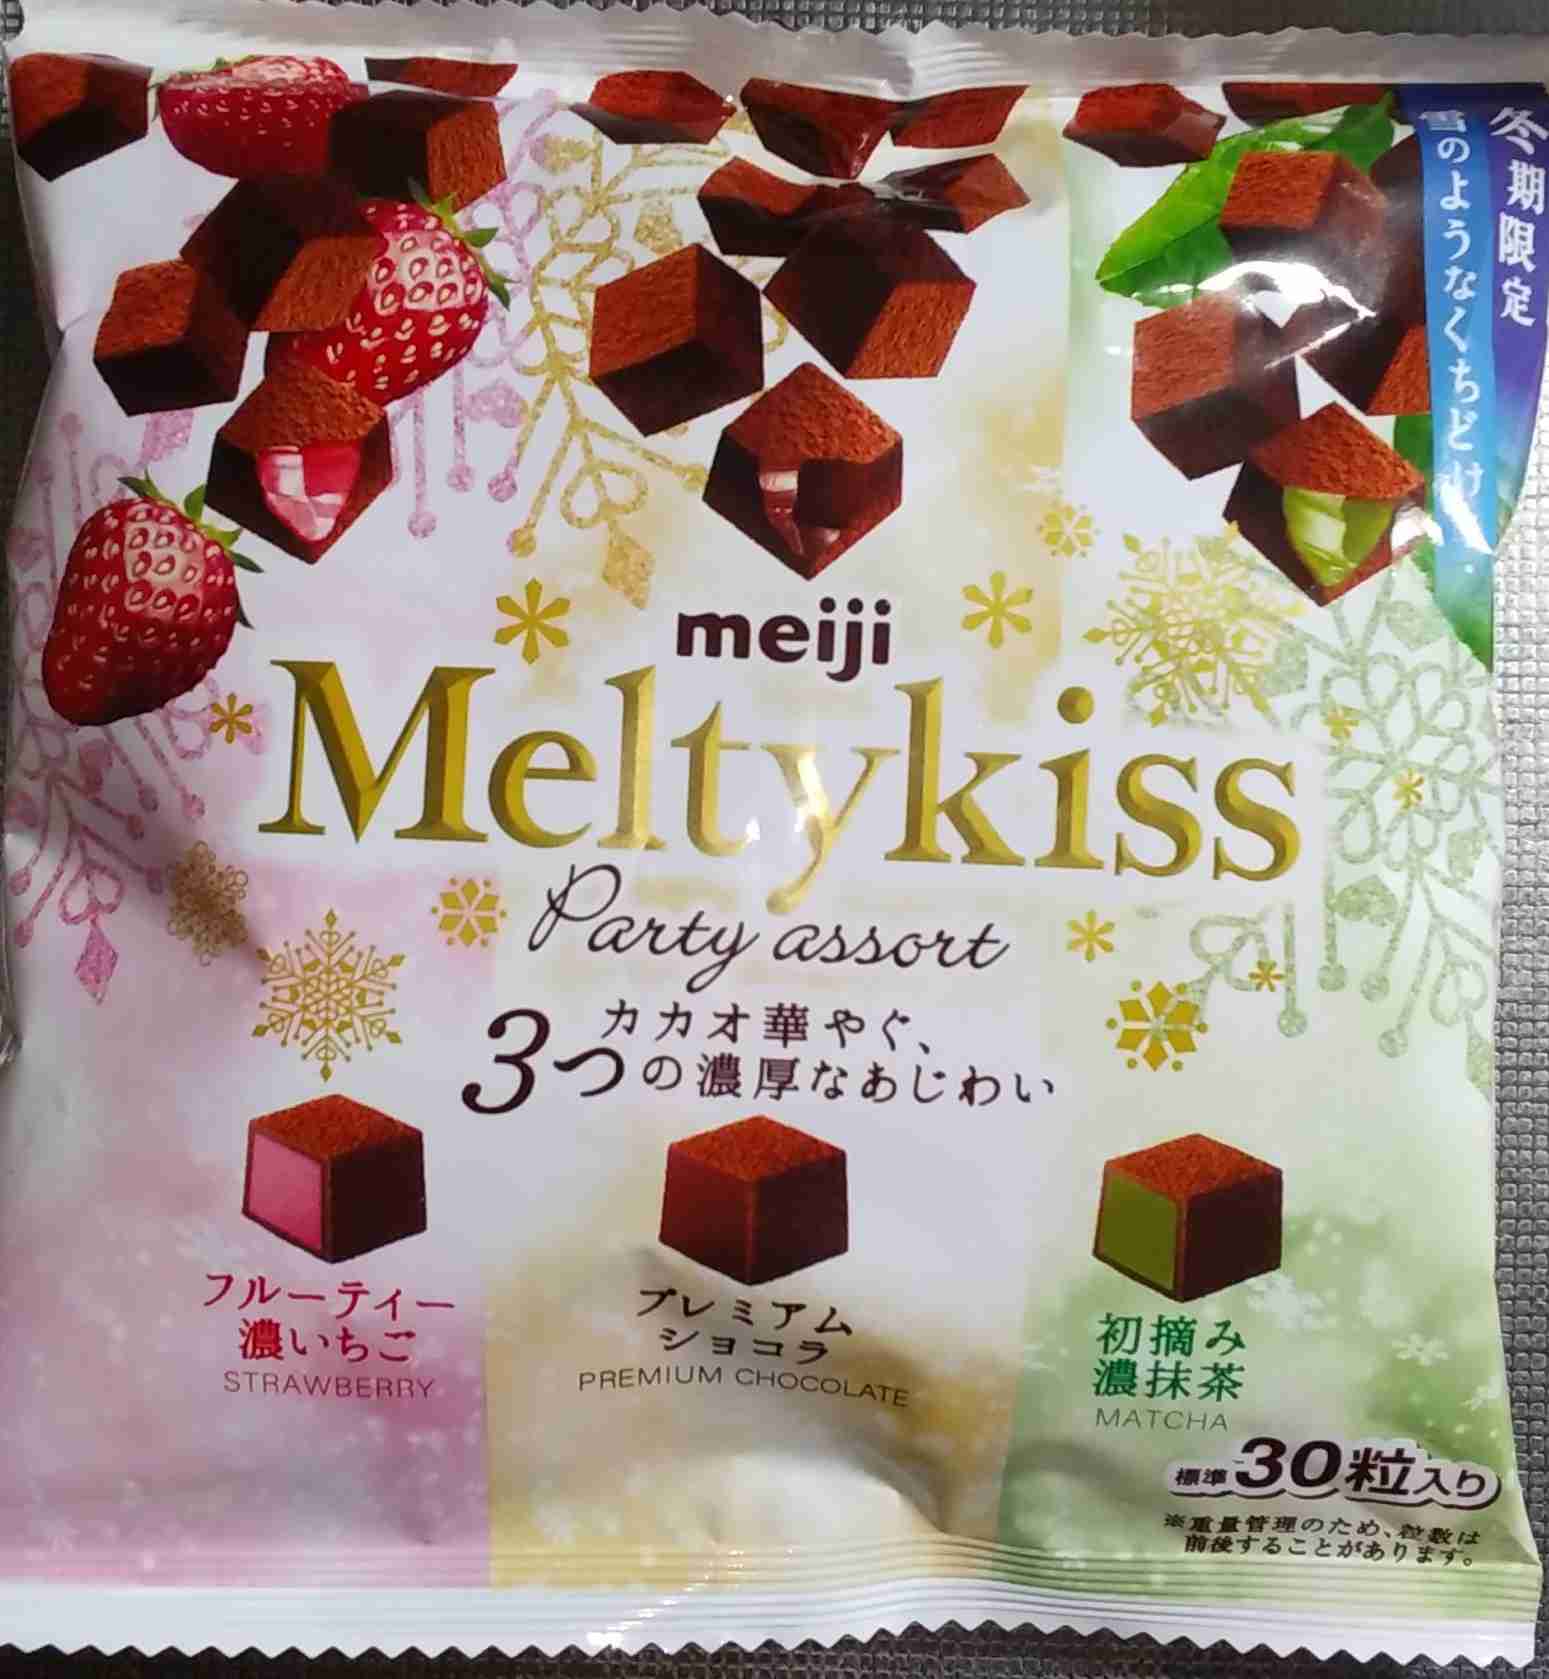 冬期限定
雪のようなくちどけ
meiji
Meltykiss
Party assort
カカオ華やぐ、
3つの濃厚なあじわい
フルーティー
濃いちご
STRAWBERRY
プレミアム
ショコラ
PREMIUM CHOCOLATE
初摘み
濃抹茶
MATCHA
標準30粒入り
※重量管理のため、粒数は
前後することがあります。